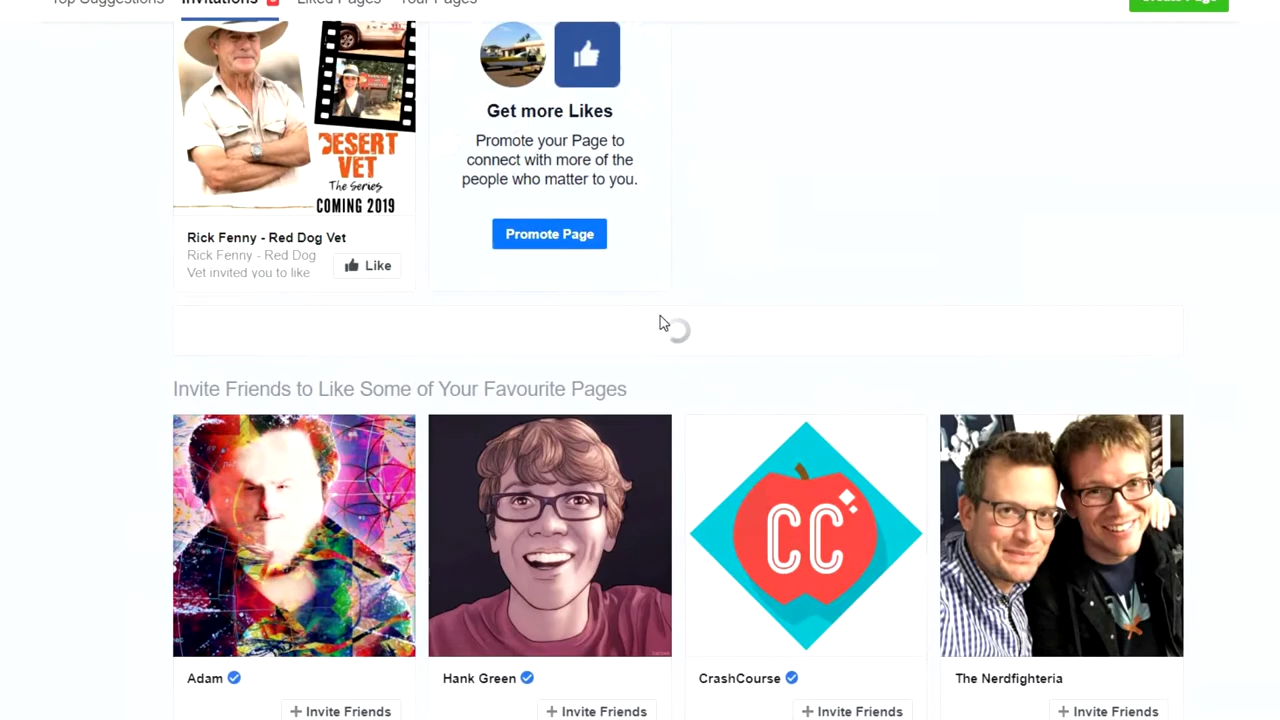 Top Suggestions
Invitations
Liked Pages
Your Pages
Create Page
DESERT
VET
The Series
COMING 2019
Get more Likes
Promote your Page to
connect with more of the
people who matter to you.
Promote Page
Rick Fenny - Red Dog Vet
Rick Fenny - Red Dog
Vet invited you to like
Like
Invite Friends to Like Some of Your Favourite Pages
CC
Adam
Hank Green
CrashCourse
The Nerdfighteria
+ Invite Friends
+ Invite Friends
+ Invite Friends
+ Invite Friends